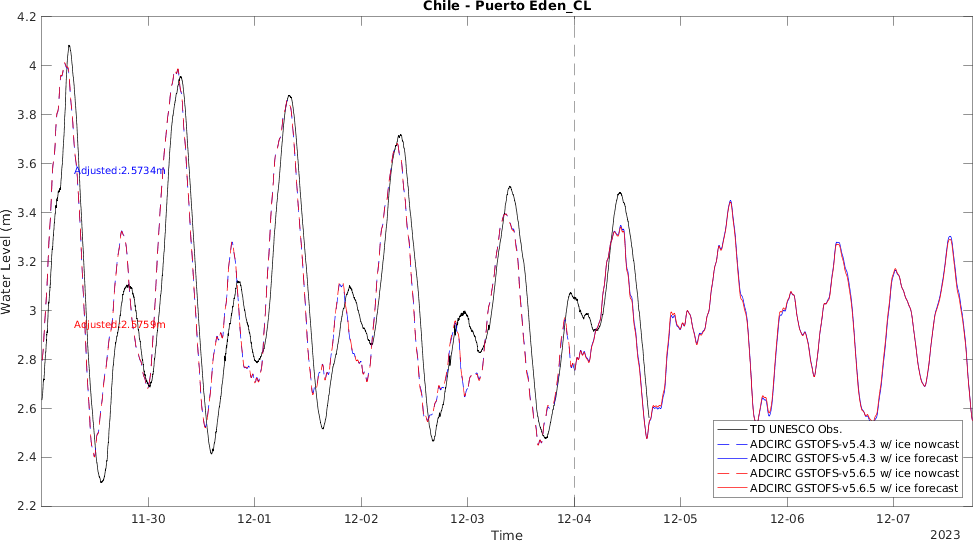 Chile - Puerto Eden_CL
4.2
4
3.8
3.6
3.4
3.2
3
2.8
2.6
2.4
2.2
Water Level (m)
Adjusted:2.5734m
Adjusted:2.5759m
TD UNESCO Obs.
ADCIRC GSTOFS-v5.4.3 w/ ice nowcast
ADCIRC GSTOFS-v5.4.3 w/ ice forecast
ADCIRC GSTOFS-v5.6.5 w/ ice nowcast
ADCIRC GSTOFS-v5.6.5 w/ ice forecast
11-30 12-01 12-02 12-03 12-04 12-05 12-06 12-07
Time
2023